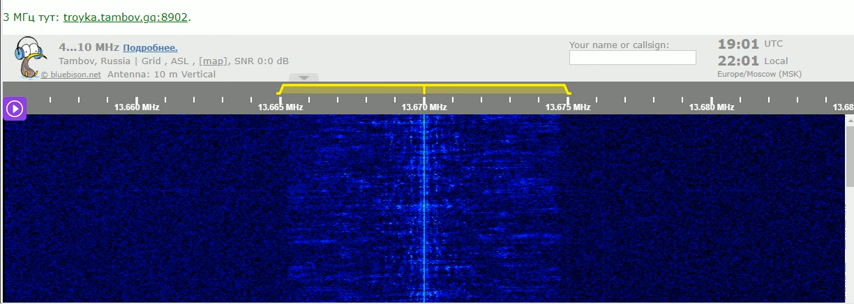 3 МГц тут: troyka.tambov.gq:8902.
4...10 MHz Подробнее.
Tambov, Russia | Grid , ASL , [map], SNR 0:0 dB
© bluebison.net Antenna: 10 m Vertical
Your name or callsign:
19:01 UTC
22:01 Local
Europe/Moscow (MSK)
13.660 MHz 13.665 MHz 13.670 MHz 13.675 MHz 13.680 MHz 13.68